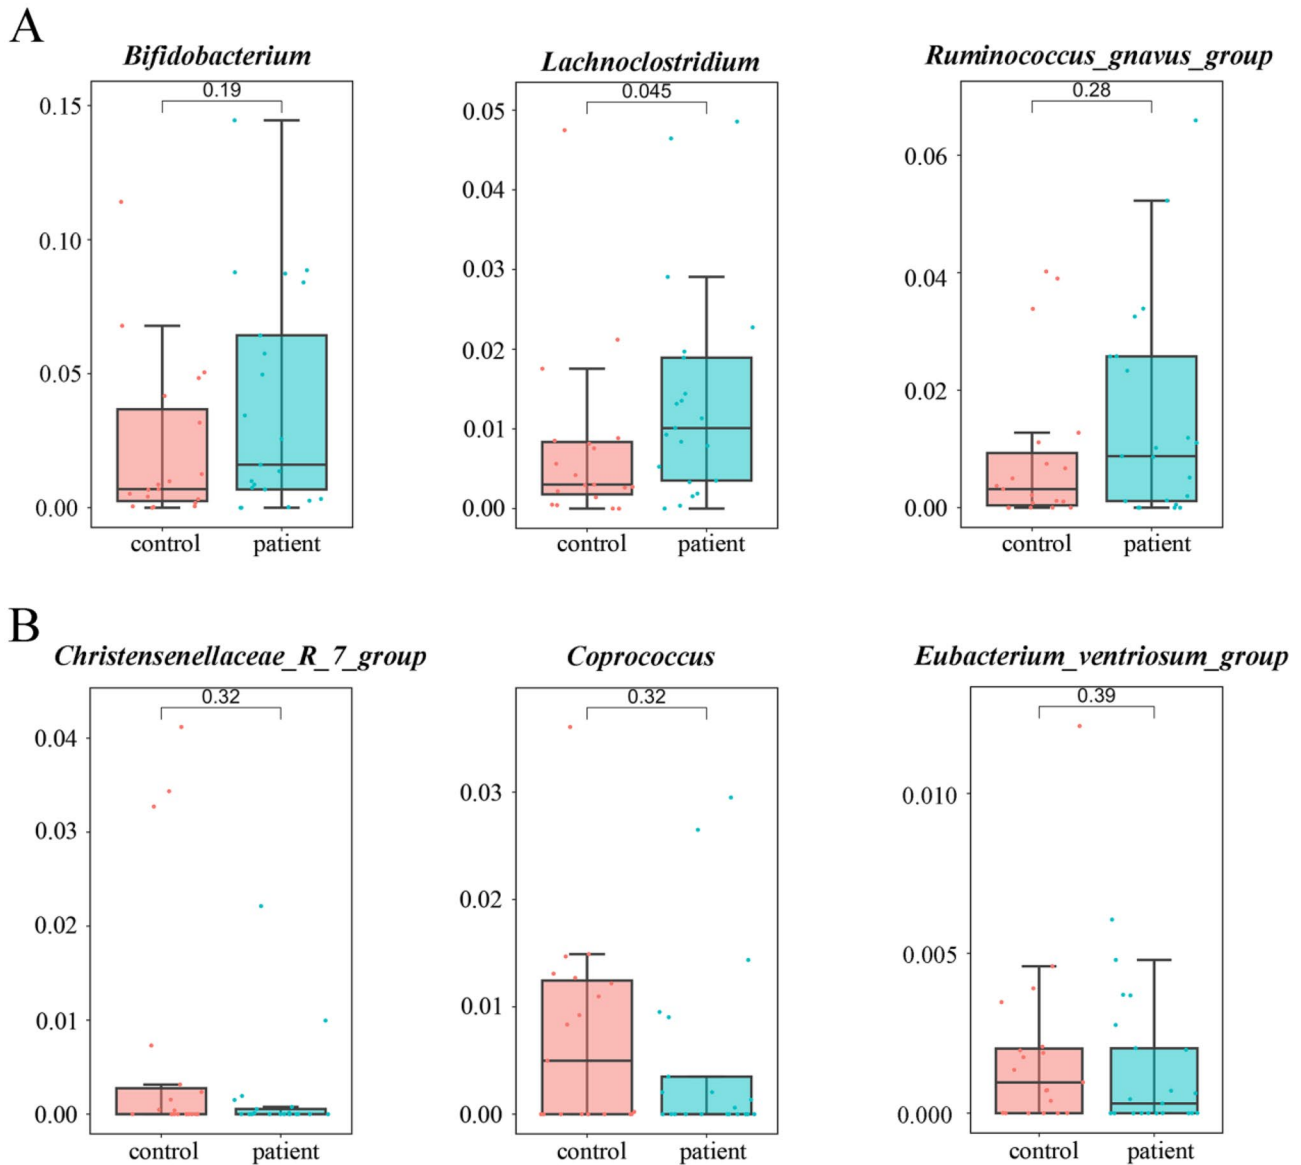 A
Bifidobacterium
0.19
0.15
0.10
0.05
0.00
control patient
Lachnoclostridium
0.045
0.05
0.04
0.03
0.02
0.01
0.00
control patient
Ruminococcus_gnavus_group
0.28
0.06
0.04
0.02
0.00
control patient
B
Christensenellaceae_R_7_group
0.32
0.04
0.03
0.02
0.01
0.00
control patient
Coprococcus
0.32
0.03
0.02
0.01
0.00
control patient
Eubacterium_ventriosum_group
0.39
0.010
0.005
0.000
control patient